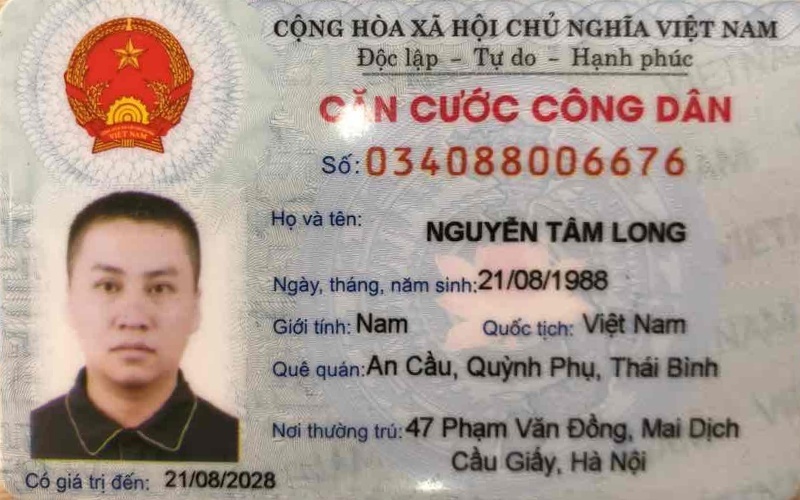 CỘNG HÒA XÃ HỘI CHỦ NGHĨA VIỆT NAM
Độc lập - Tự do - Hạnh phúc
CĂN CƯỚC CÔNG DÂN
Số: 034088006676
Họ và tên: NGUYỄN TÂM LONG
Ngày, tháng, năm sinh: 21/08/1988
Giới tính: Nam Quốc tịch: Việt Nam
Quê quán: An Cầu, Quỳnh Phụ, Thái Bình
Nơi thường trú: 47 Phạm Văn Đồng, Mai Dịch
Cầu Giấy, Hà Nội
Có giá trị đến: 21/08/2028
VIỆT NAM